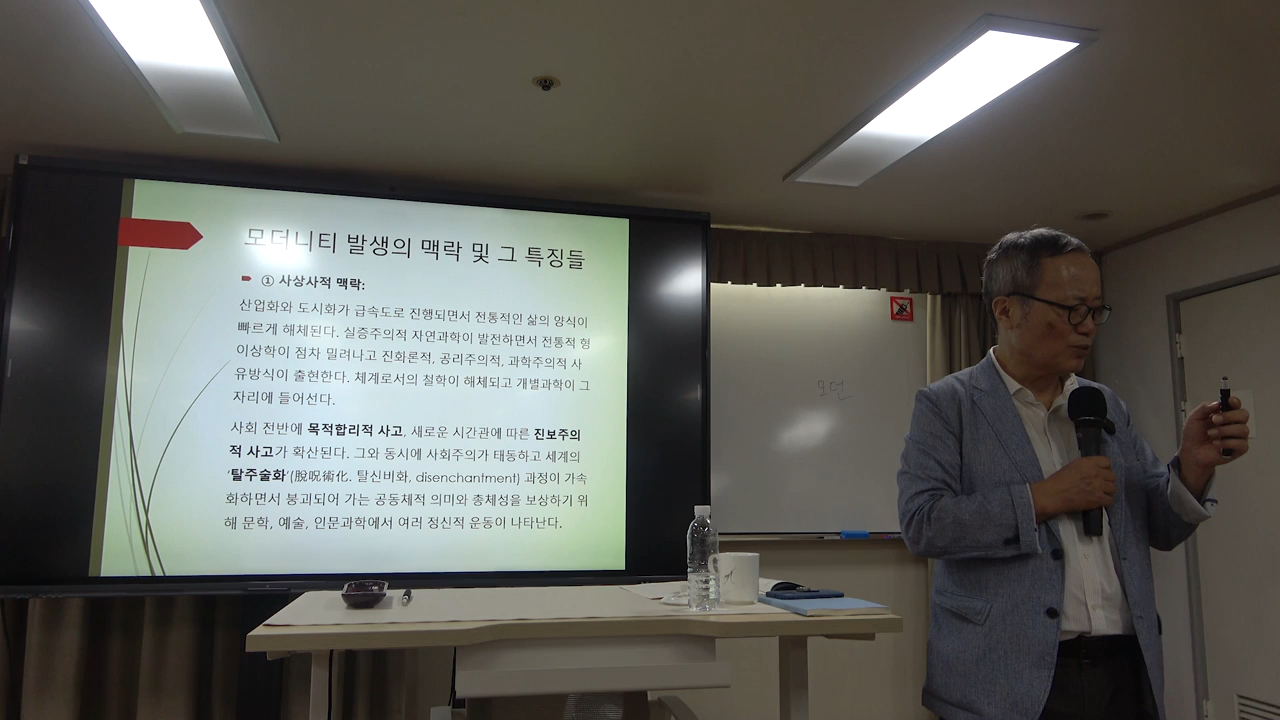 모더니티 발생의 맥락 및 그 특징들
① 사상사적 맥락:
산업화와 도시화가 급속도로 진행되면서 전통적인 삶의 양식이
빠르게 해체된다. 실증주의적 자연과학이 발전하면서 전통적 형
이상학이 점차 밀려나고 진화론적, 공리주의적, 과학주의적 사
유방식이 출현한다. 체계로서의 철학이 해체되고 개별과학이 그
자리에 들어선다.
사회 전반에 목적합리적 사고, 새로운 시간관에 따른 진보주의
적 사고가 확산된다. 그와 동시에 사회주의가 태동하고 세계의
‘탈주술화’(脫呪術化, 탈신비화, disenchantment) 과정이 가속
화하면서 붕괴되어 가는 공동체적 의미와 총체성을 보상하기 위
해 문학, 예술, 인문과학에서 여러 정신적 운동이 나타난다.
모던